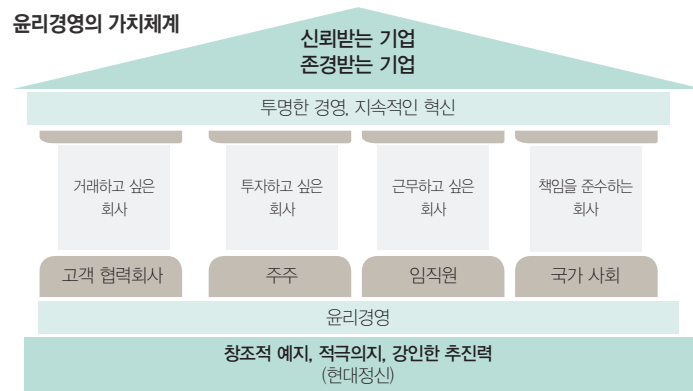 윤리경영의 가치체계
신뢰받는 기업
존경받는 기업
투명한 경영, 지속적인 혁신
거래하고 싶은
회사
투자하고 싶은
회사
근무하고 싶은
회사
책임을 준수하는
회사
고객 협력회사
주주
임직원
국가 사회
윤리경영
창조적 예지, 적극의지, 강인한 추진력
(현대정신)